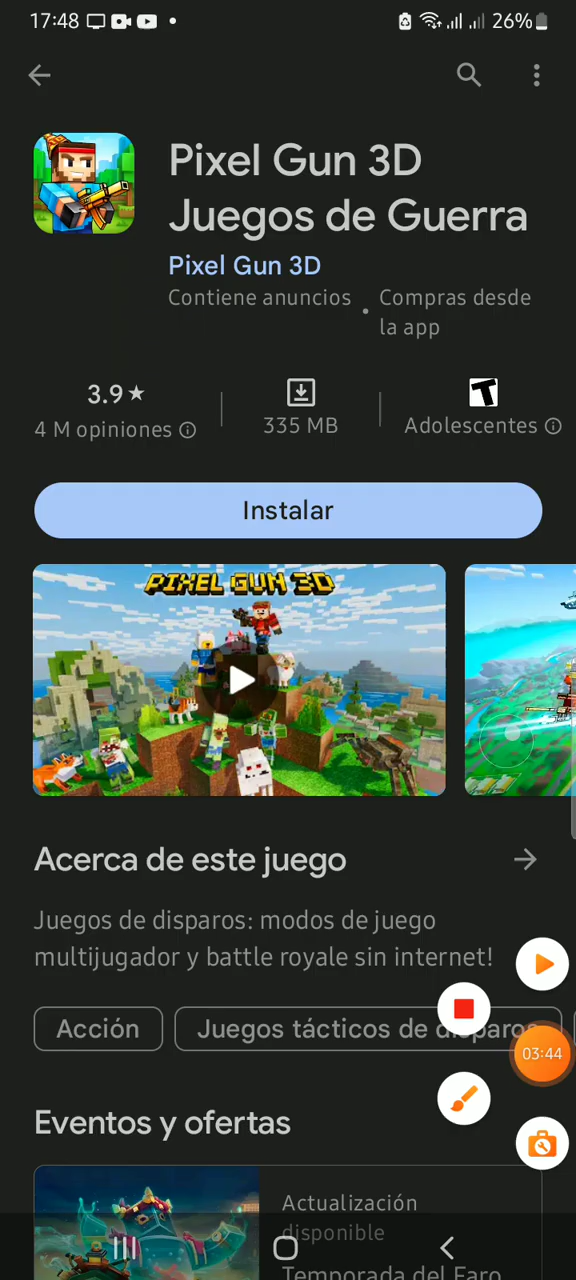 17:48
26%
Pixel Gun 3D
Juegos de Guerra
Pixel Gun 3D
Contiene anuncios
Compras desde
la app
3.9★
4 M opiniones
335 MB
T
Adolescentes
Instalar
PIXEL GUN 3D
Acerca de este juego
Juegos de disparos: modos de juego
multijugador y battle royale sin internet!
Acción
Juegos tácticos de disparos
03:44
Eventos y ofertas
Actualización
disponible
Temporada del Faro